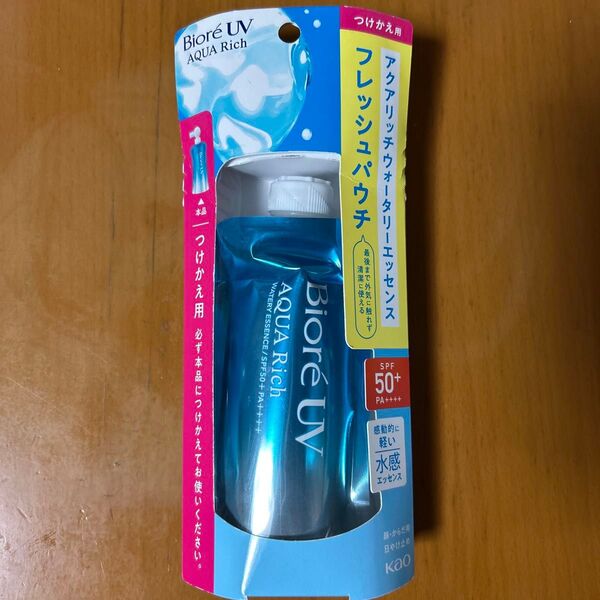 Bioré UV
AQUA Rich
つけかえ用
アクアリッチウォータリーエッセンス
フレッシュパウチ
最後まで外気に触れず
清潔に使える
SPF
50+
PA++++
感動的に
軽い
水感
エッセンス
顔・からだ用
日やけ止め
Kao
▲
本品
つけかえ用
必ず本品につけかえてお使いください。
Bioré UV
AQUA Rich
WATERY ESSENCE/SPF50+ PA++++